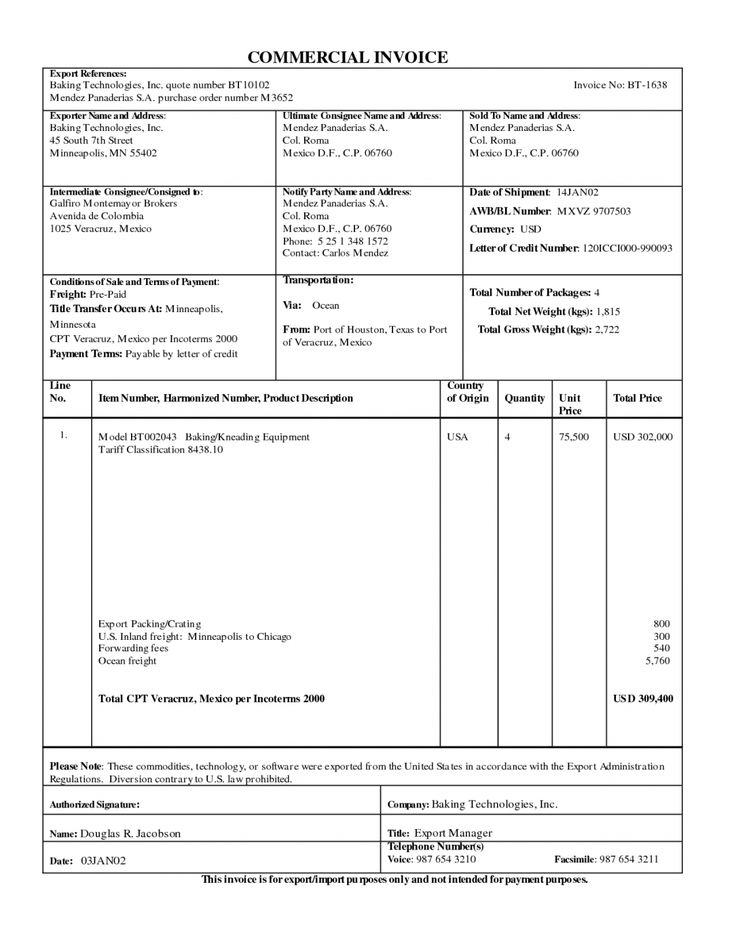 COMMERCIAL INVOICE
Export References:
Baking Technologies, Inc. quote number BT10102 Invoice No: BT-1638
Mendez Panaderias S.A. purchase order number M3652
Exporter Name and Address:
Baking Technologies, Inc.
45 South 7th Street
Minneapolis, MN 55402
Ultimate Consignee Name and Address:
Mendez Panaderias S.A.
Col. Roma
Mexico D.F., C.P. 06760
Sold To Name and Address:
Mendez Panaderias S.A.
Col. Roma
Mexico D.F., C.P. 06760
Intermediate Consignee/Consigned to:
Galfiro Montemayor Brokers
Avenida de Colombia
1025 Veracruz, Mexico
Notify Party Name and Address:
Mendez Panaderias S.A.
Col. Roma
Mexico D.F., C.P. 06760
Phone: 5 25 1 348 1572
Contact: Carlos Mendez
Date of Shipment: 14JAN02
AWB/BL Number: MXVZ 9707503
Currency: USD
Letter of Credit Number: 120ICCI000-990093
Conditions of Sale and Terms of Payment:
Freight: Pre-Paid
Title Transfer Occurs At: Minneapolis,
Minnesota
CPT Veracruz, Mexico per Incoterms 2000
Payment Terms: Payable by letter of credit
Transportation:
Via: Ocean
From: Port of Houston, Texas to Port
of Veracruz, Mexico
Total Number of Packages: 4
Total Net Weight (kgs): 1,815
Total Gross Weight (kgs): 2,722
Line
No.
Item Number, Harmonized Number, Product Description
Country
of Origin
Quantity
Unit
Price
Total Price
1. Model BT002043 Baking/Kneading Equipment USA 4 75,500 USD 302,000
Tariff Classification 8438.10
Export Packing/Crating 800
U.S. Inland freight: Minneapolis to Chicago 300
Forwarding fees 540
Ocean freight 5,760
Total CPT Veracruz, Mexico per Incoterms 2000 USD 309,400
Please Note: These commodities, technology, or software were exported from the United States in accordance with the Export Administration
Regulations. Diversion contrary to U.S. law prohibited.
Authorized Signature: Company: Baking Technologies, Inc.
Name: Douglas R. Jacobson Title: Export Manager
Telephone Number(s)
Date: 03JAN02 Voice: 987 654 3210 Facsimile: 987 654 3211
This invoice is for export/import purposes only and not intended for payment purposes.